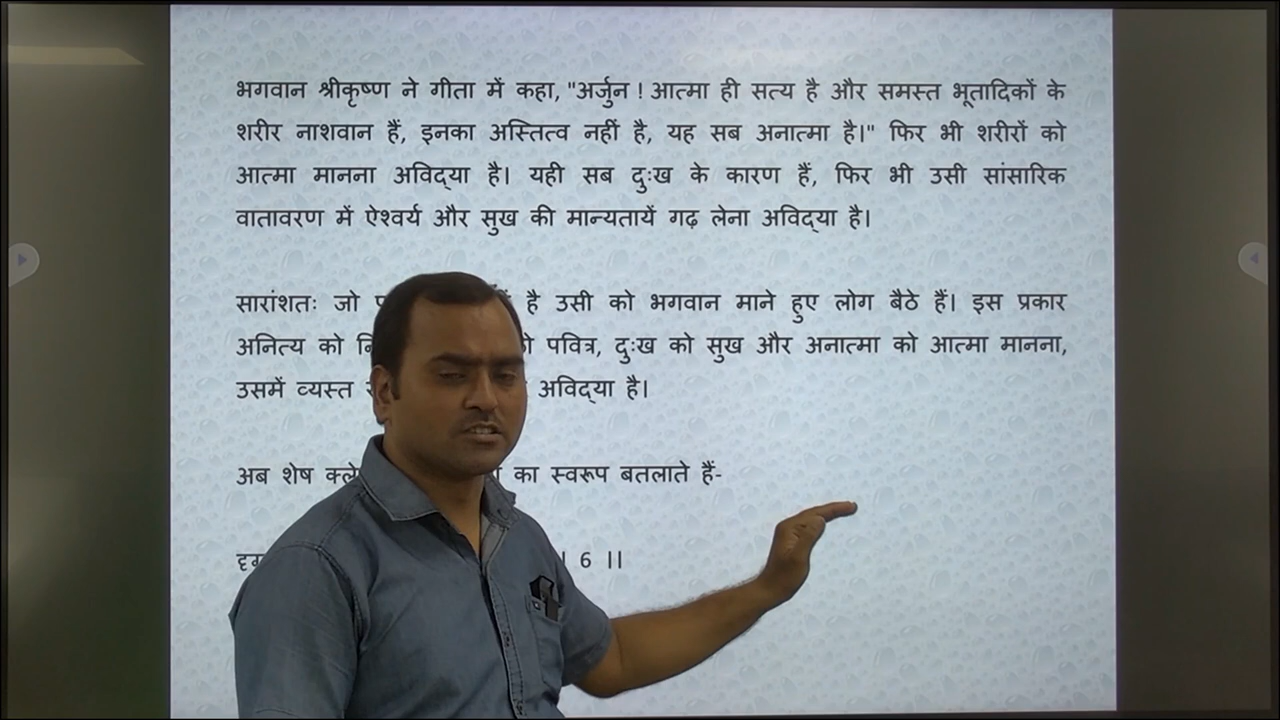 भगवान श्रीकृष्ण ने गीता में कहा, "अर्जुन ! आत्मा ही सत्य है और समस्त भूतादिकों के
शरीर नाशवान हैं, इनका अस्तित्व नहीं है, यह सब अनात्मा है।" फिर भी शरीरों को
आत्मा मानना अविद्या है। यही सब दुःख के कारण हैं, फिर भी उसी सांसारिक
वातावरण में ऐश्वर्य और सुख की मान्यतायें गढ़ लेना अविद्या है।
सारांशतः जो है उसी को भगवान माने हुए लोग बैठे हैं। इस प्रकार
अनित्य को पवित्र, दुःख को सुख और अनात्मा को आत्मा मानना,
उसमें व्यस्त अविद्या है।
अब शेष का स्वरूप बतलाते हैं-
6 ।।